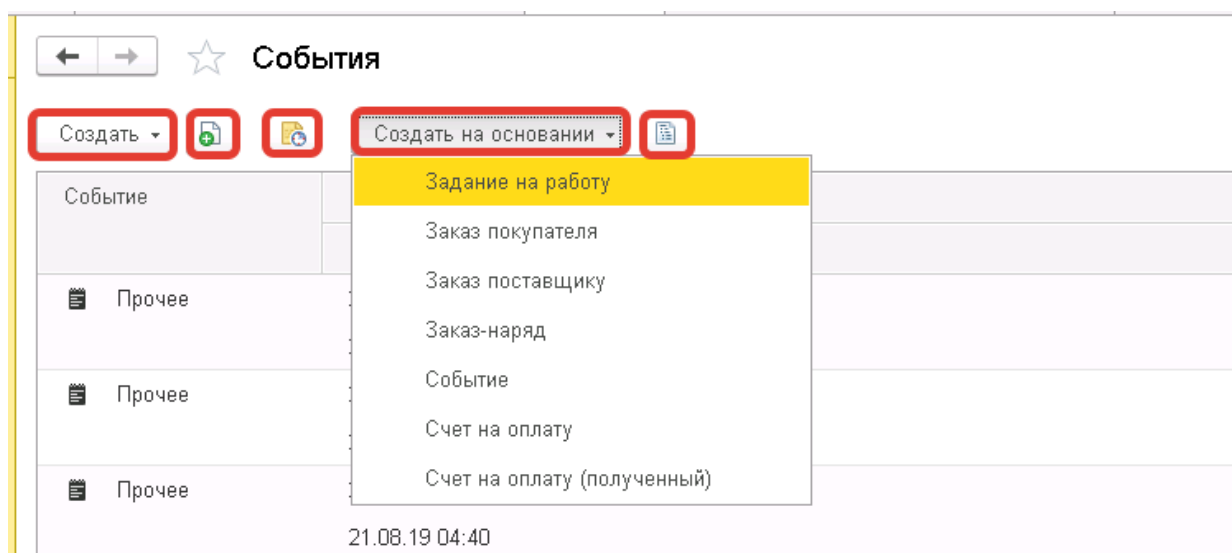 События
Создать
Создать на основании
Событие
Задание на работу
Заказ покупателя
Заказ поставщику
Прочее
Заказ-наряд
Событие
Прочее
Счет на оплату
Счет на оплату (полученный)
Прочее
21.08.19 04:40